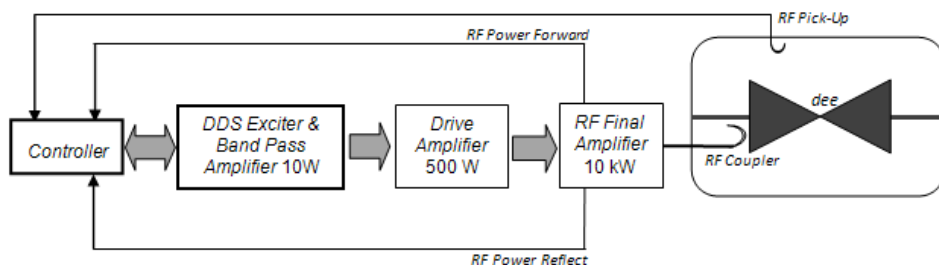 RF Pick-Up
RF Power Forward
dee
DDS Exciter &
Band Pass
Amplifier 10W
Drive
Amplifier
500 W
RF Final
Amplifier
10 kW
Controller
RF Coupler
RF Power Reflect